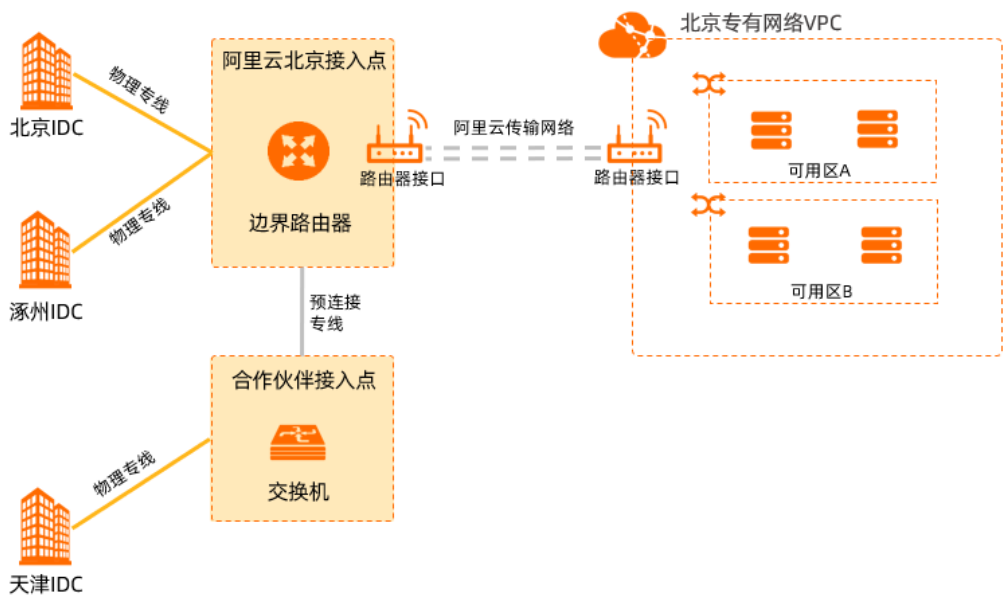 北京专有网络VPC
阿里云北京接入点
物理专线
北京IDC
阿里云传输网络
路由器接口
路由器接口
可用区A
物理专线
边界路由器
涿州IDC
可用区B
预连接
专线
合作伙伴接入点
物理专线
交换机
天津IDC